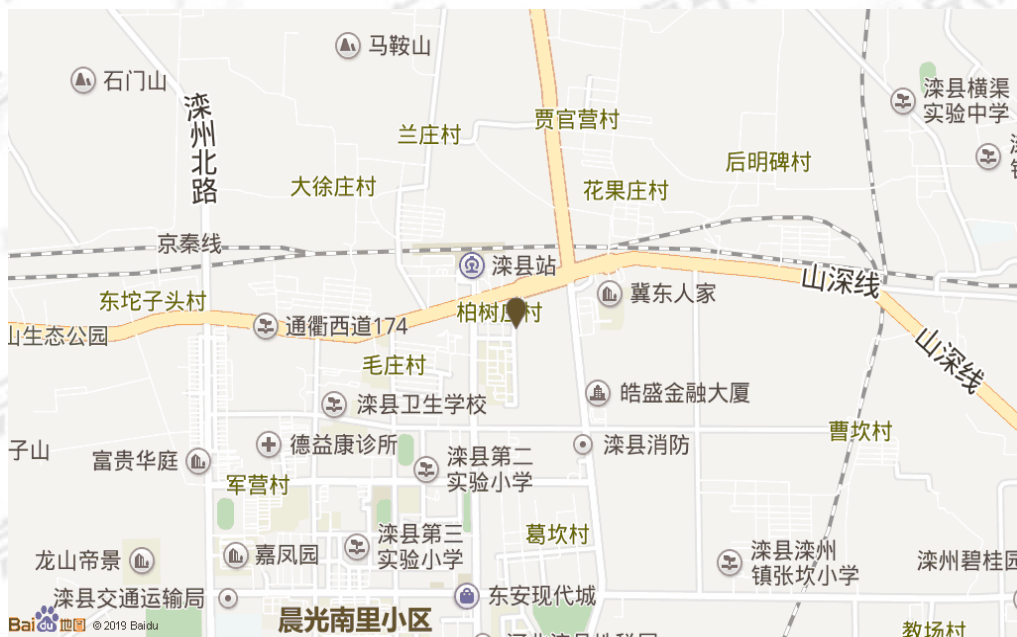 马鞍山
石门山
滦县横渠
实验中学
滦州北路
兰庄村
贾官营村
后明碑村
大徐庄村
花果庄村
京秦线
滦县站
山深线
冀东人家
东坨子头村
柏树庄村
通衢西道174
山生态公园
山深线
毛庄村
皓盛金融大厦
滦县卫生学校
曹坎村
子山
德益康诊所
滦县消防
富贵华庭
滦县第二
实验小学
军营村
滦县第三
实验小学
葛坎村
龙山帝景
嘉凤园
滦县滦州
镇张坎小学
滦州碧桂园
滦县交通运输局
东安现代城
Bai du 地图 © 2019 Baidu
晨光南里小区
教场村